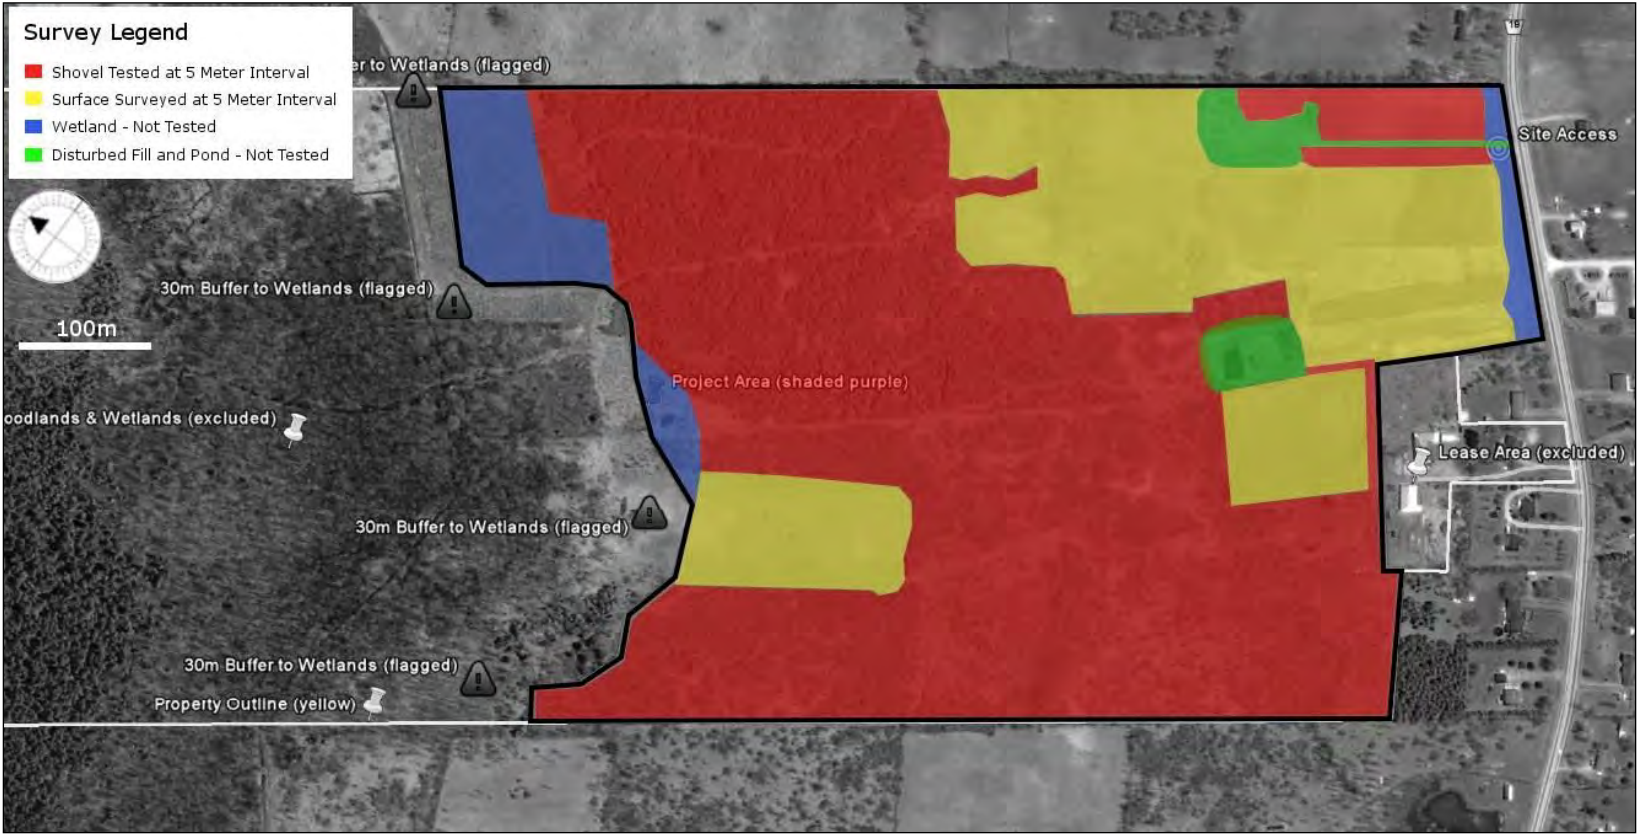 Survey Legend
Shovel Tested at 5 Meter Interval
Surface Surveyed at 5 Meter Interval
Wetland - Not Tested
Disturbed Fill and Pond - Not Tested
er to Wetlands (flagged)
19
Site Access
30m Buffer to Wetlands (flagged)
100m
Project Area (shaded purple)
oodlands & Wetlands (excluded)
Lease Area (excluded)
30m Buffer to Wetlands (flagged)
30m Buffer to Wetlands (flagged)
Property Outline (yellow)